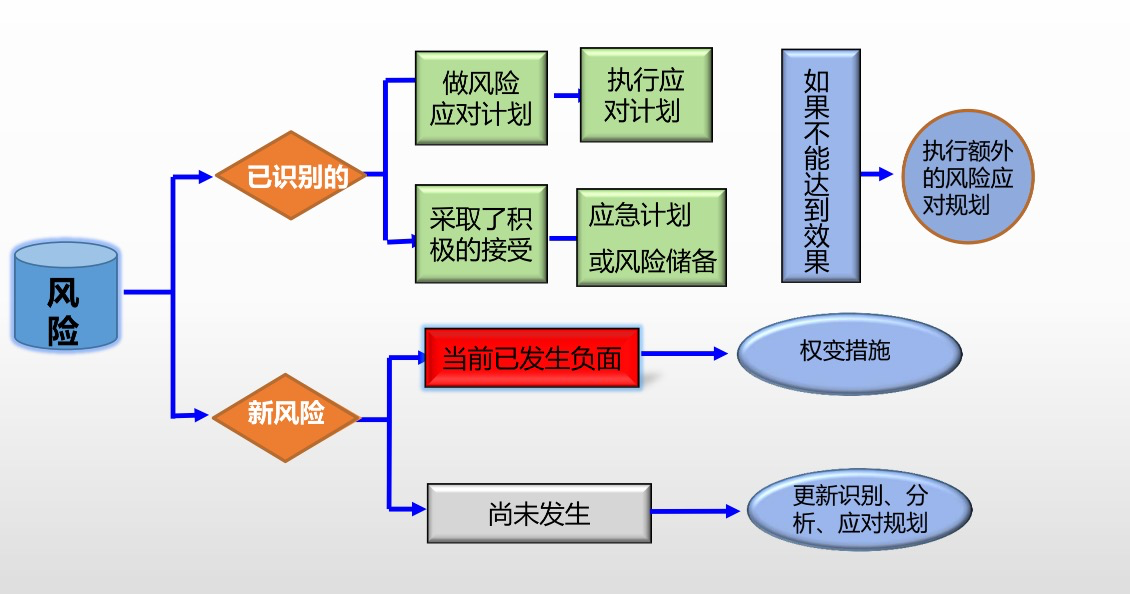 风
险
已识别的
做风险
应对计划
执行应
对计划
采取了积
极的接受
应急计划
或风险储备
如
果
不
能
达
到
效
果
执行额外
的风险应
对规划
新风险
当前已发生负面
权变措施
尚未发生
更新识别、分
析、应对规划